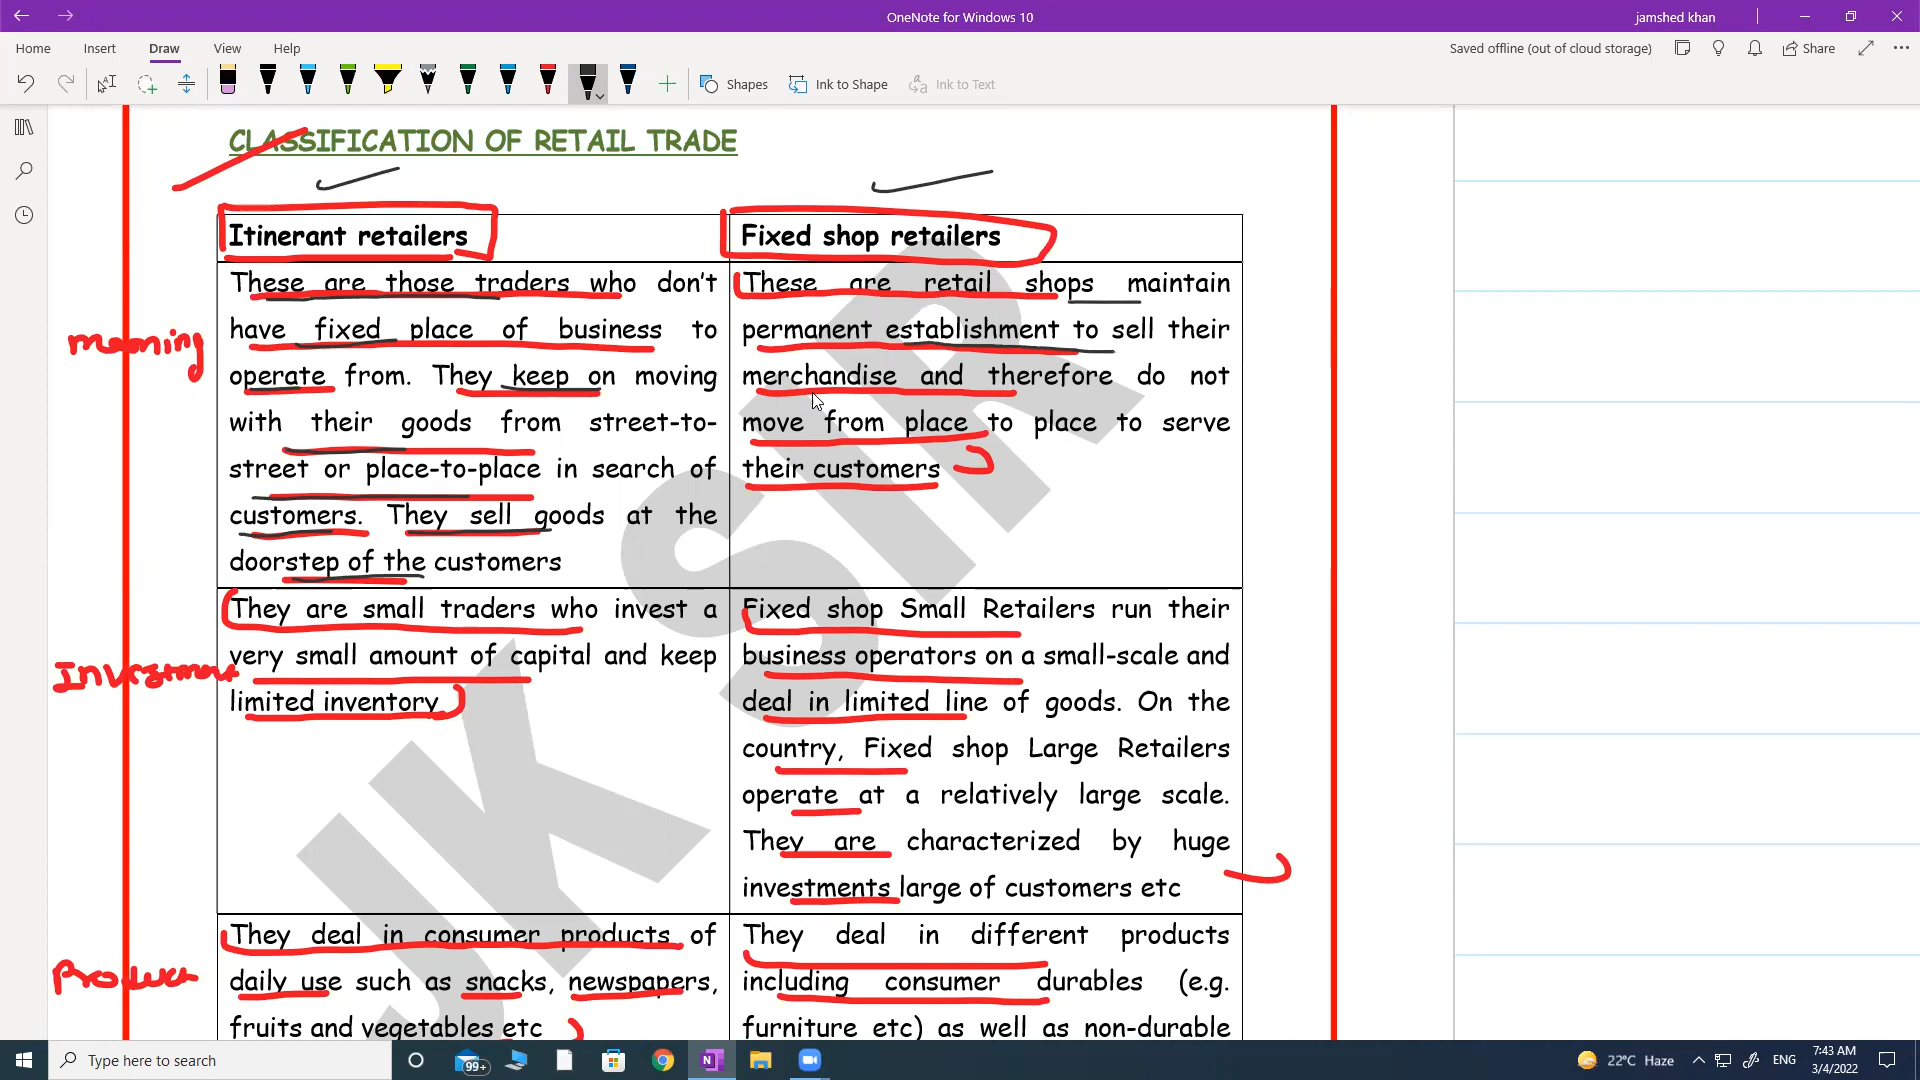 OneNote for Windows 10
jamshed khan
Home Insert Draw View Help
Saved offline (out of cloud storage)
Share
Shapes
Ink to Shape
Ink to Text
CLASSIFICATION OF RETAIL TRADE
Itinerant retailers
Fixed shop retailers
meaning
These are those traders who don't
have fixed place of business to
operate from. They keep on moving
with their goods from street-to-
street or place-to-place in search of
customers. They sell goods at the
doorstep of the customers
These are retail shops maintain
permanent establishment to sell their
merchandise and therefore do not
move from place to place to serve
their customers
Investment
They are small traders who invest a
very small amount of capital and keep
limited inventory
Fixed shop Small Retailers run their
business operators on a small-scale and
deal in limited line of goods. On the
country, Fixed shop Large Retailers
operate at a relatively large scale.
They are characterized by huge
investments large of customers etc
Product
They deal in consumer products of
daily use such as snacks, newspapers,
fruits and vegetables etc
They deal in different products
including consumer durables (e.g.
furniture etc) as well as non-durable
JK SIR
Type here to search
99+
22°C Haze
ENG
7:43 AM
3/4/2022